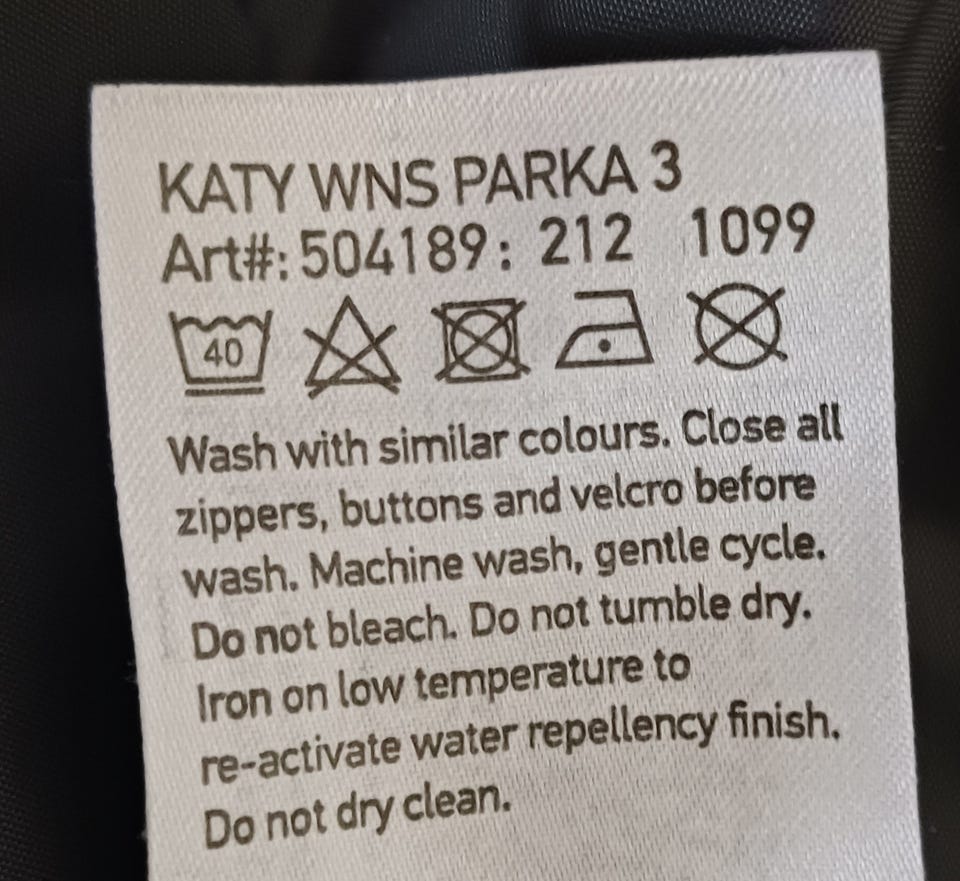 KATY WNS PARKA 3
Art#: 504189: 212 1099
40
Wash with similar colours. Close all
zippers, buttons and velcro before
wash. Machine wash, gentle cycle.
Do not bleach. Do not tumble dry.
Iron on low temperature to
re-activate water repellency finish.
Do not dry clean.